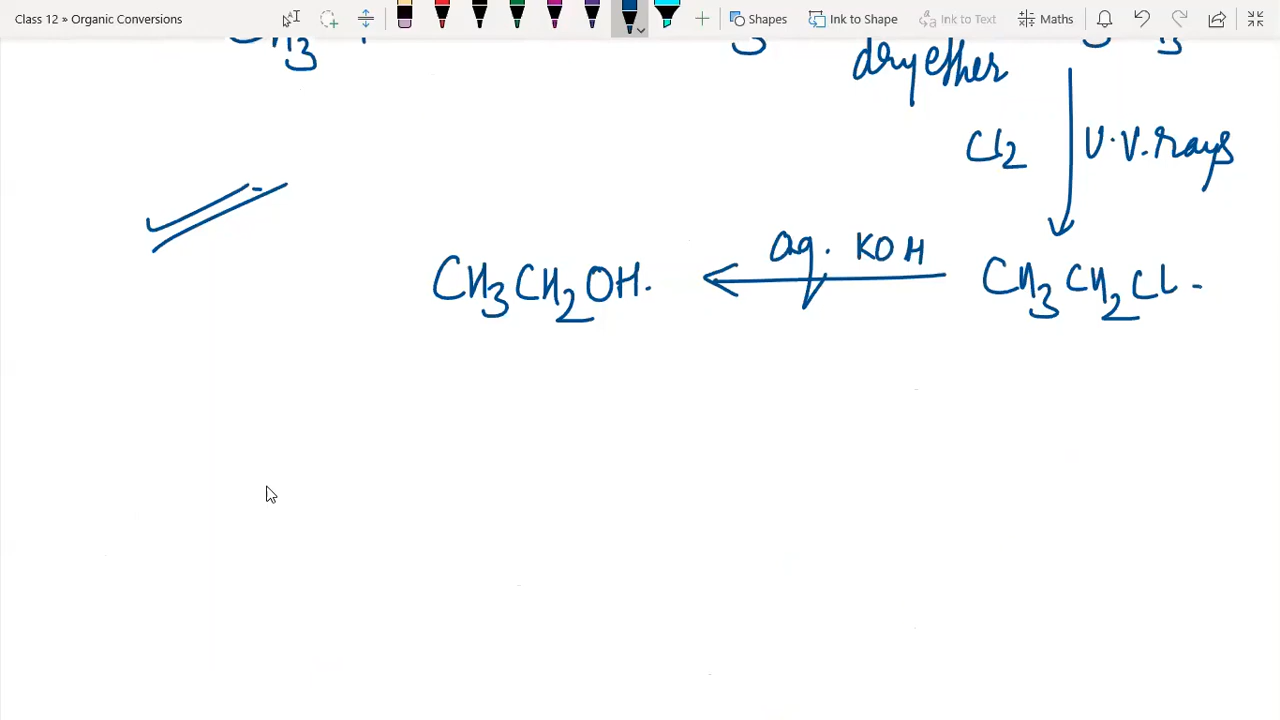 Class 12 » Organic Conversions
Shapes
Ink to Shape
Ink to Text
Maths
CH3
dry ether
Cl2 U.V. rays
CH3CH2OH. aq. KOH CH3CH2Cl.